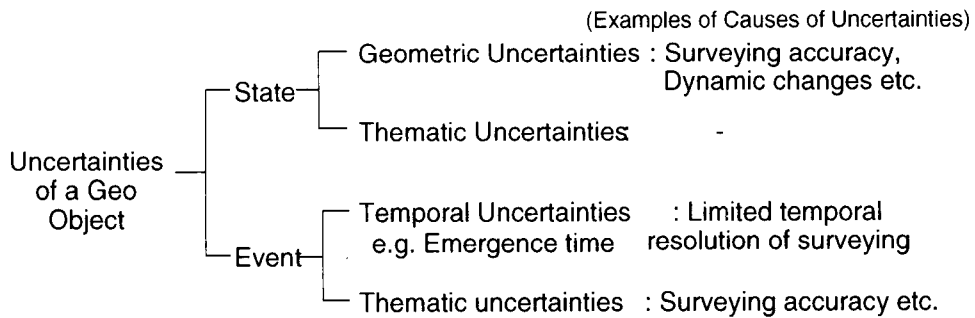 (Examples of Causes of Uncertainties)
Geometric Uncertainties : Surveying accuracy,
Dynamic changes etc.
State
Thematic Uncertainties: -
Uncertainties
of a Geo
Object
Temporal Uncertainties : Limited temporal
e.g. Emergence time resolution of surveying
Event
Thematic uncertainties : Surveying accuracy etc.